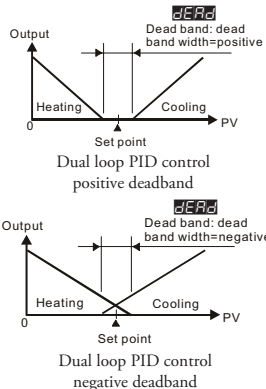 dEAd
Dead band: dead
band width=positive
Output
Heating
Cooling
0
PV
Set point
Dual loop PID control
positive deadband
dEAd
Dead band: dead
band width=negative
Output
Heating
Cooling
0
PV
Set point
Dual loop PID control
negative deadband